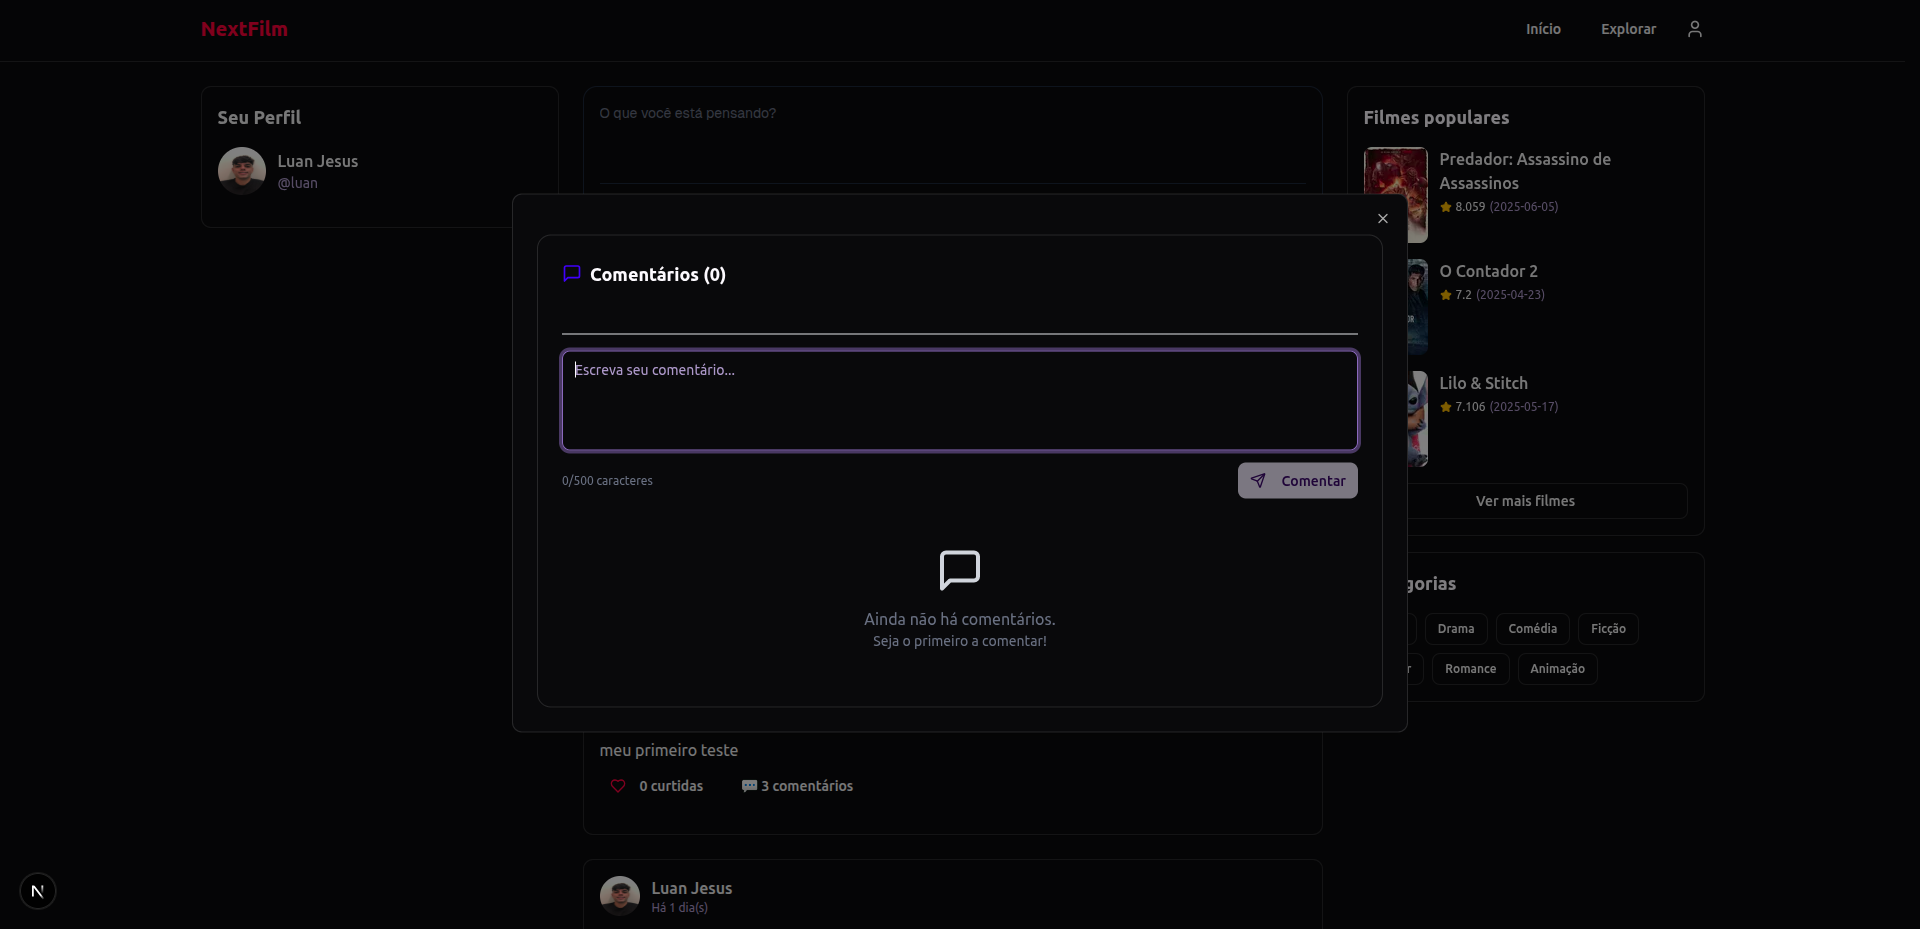 NextFilm
Início
Explorar
Seu Perfil
Luan Jesus
@luan
O que você está pensando?
Filmes populares
Predador: Assassino de
Assassinos
8.059 (2025-06-05)
O Contador 2
7.2 (2025-04-23)
Lilo & Stitch
7.106 (2025-05-17)
Ver mais filmes
gorias
Drama
Comédia
Ficção
r
Romance
Animação
Comentários (0)
Escreva seu comentário...
0/500 caracteres
Comentar
Ainda não há comentários.
Seja o primeiro a comentar!
meu primeiro teste
0 curtidas
3 comentários
Luan Jesus
Há 1 dia(s)
N